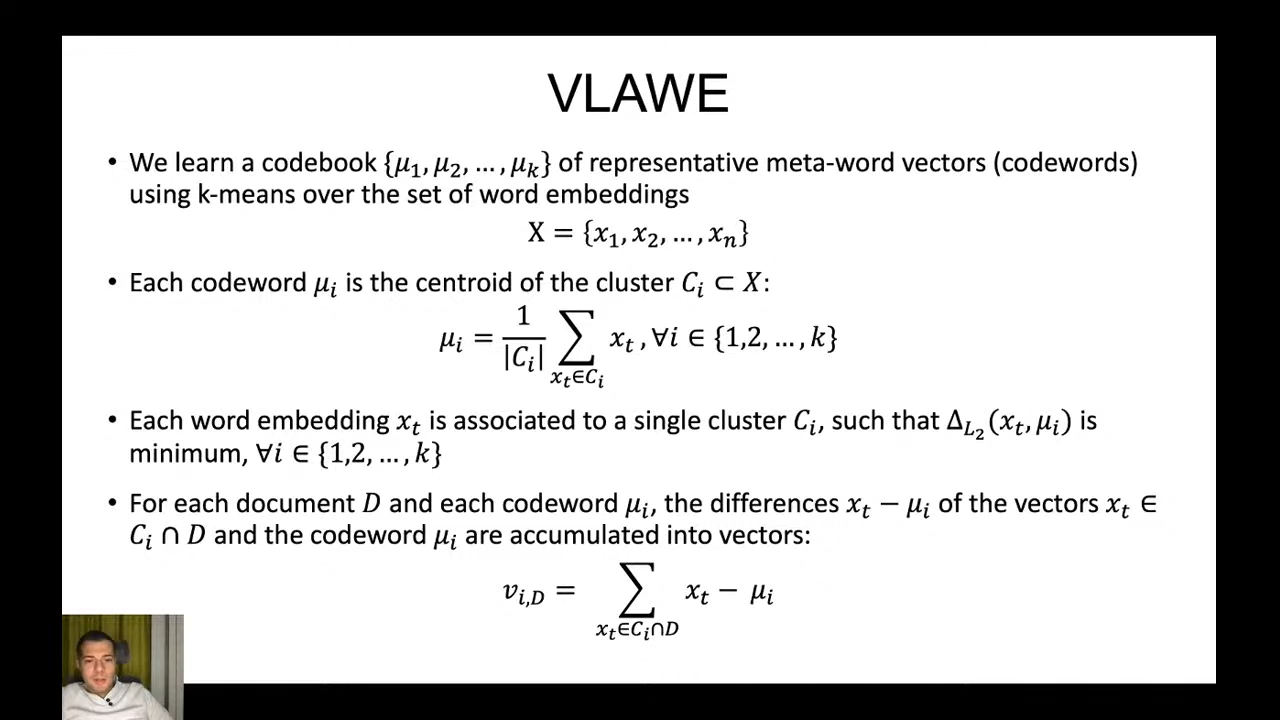 VLAWE
• We learn a codebook {μ₁, μ₂, …, μₖ} of representative meta-word vectors (codewords)
using k-means over the set of word embeddings
X = {x₁, x₂, …, xₙ}
• Each codeword μᵢ is the centroid of the cluster Cᵢ ⊂ X:
μᵢ = 1/|Cᵢ| ∑_{xₜ∈Cᵢ} xₜ , ∀i ∈ {1,2, …, k}
• Each word embedding xₜ is associated to a single cluster Cᵢ, such that Δ_{L₂}(xₜ, μᵢ) is
minimum, ∀i ∈ {1,2, …, k}
• For each document D and each codeword μᵢ, the differences xₜ − μᵢ of the vectors xₜ ∈
Cᵢ ∩ D and the codeword μᵢ are accumulated into vectors:
v_{i,D} = ∑_{xₜ∈Cᵢ∩D} xₜ − μᵢ